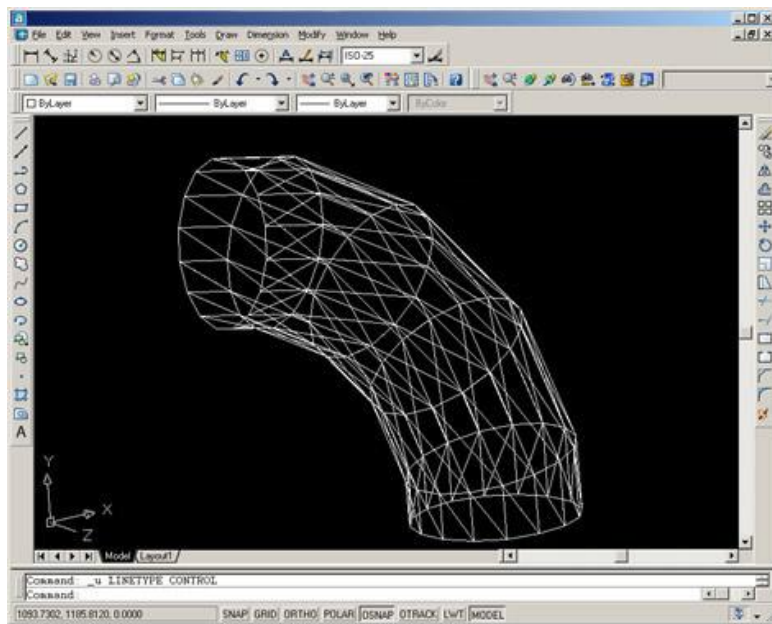 File Edit View Insert Format Tools Draw Dimension Modify Window Help
ISO-25
ByLayer ByLayer ByLayer ByColor
A
Y
X
Z
Model Layout1
Command: _u LINETYPE CONTROL
Command:
1093.7302, 1185.8120, 0.0000 SNAP GRID ORTHO POLAR OSNAP OTRACK LWT MODEL